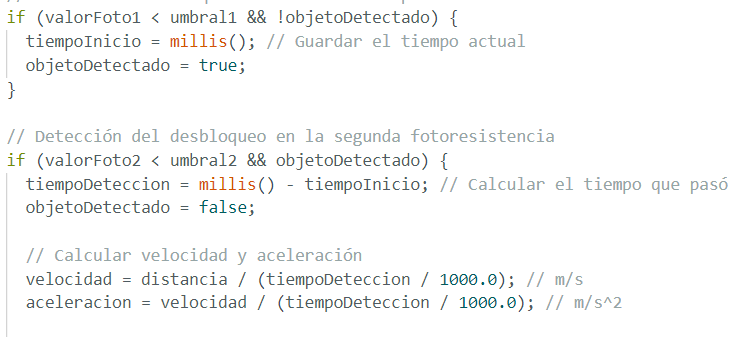 if (valorFoto1 < umbral1 && !objetoDetectado) {
  tiempoInicio = millis(); // Guardar el tiempo actual
  objetoDetectado = true;
}

// Detección del desbloqueo en la segunda fotoresistencia
if (valorFoto2 < umbral2 && objetoDetectado) {
  tiempoDeteccion = millis() - tiempoInicio; // Calcular el tiempo que pasó
  objetoDetectado = false;

  // Calcular velocidad y aceleración
  velocidad = distancia / (tiempoDeteccion / 1000.0); // m/s
  aceleracion = velocidad / (tiempoDeteccion / 1000.0); // m/s^2